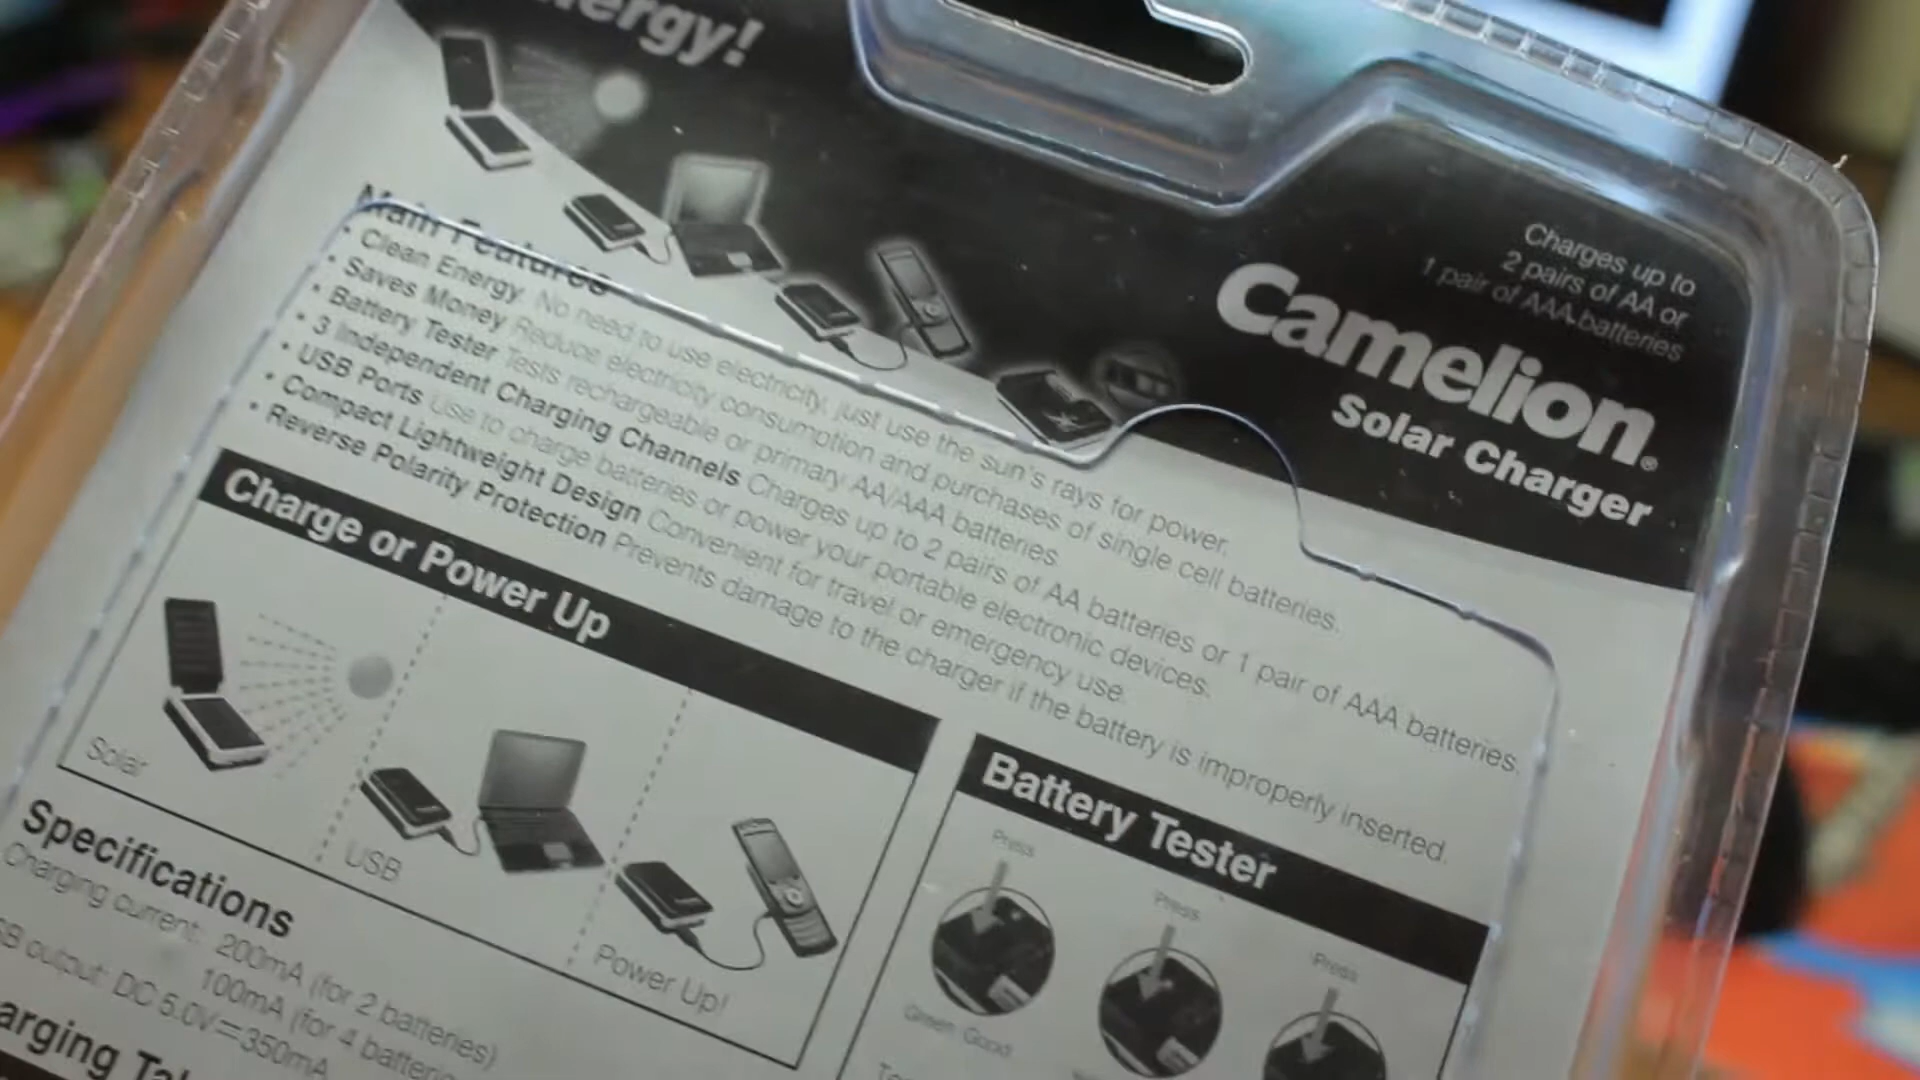 nergy!
Charges up to
2 pairs of AA or
1 pair of AAA batteries
Camelion®
Solar Charger
Main Features
• Clean Energy No need to use electricity, just use the sun's rays for power.
• Saves Money Reduce electricity consumption and purchases of single cell batteries.
• Battery Tester Tests rechargeable or primary AA/AAA batteries.
• 3 Independent Charging Channels Charges up to 2 pairs of AA batteries or 1 pair of AAA batteries.
• USB Ports Use to charge batteries or power your portable electronic devices.
• Compact Lightweight Design Convenient for travel or emergency use.
• Reverse Polarity Protection Prevents damage to the charger if the battery is improperly inserted.
Charge or Power Up
Solar
USB
Power Up!
Battery Tester
Press
Press
Press
Green Good
Specifications
Charging current: 200mA (for 2 batteries)
100mA (for 4 batterie
SB output: DC 5.0V⎓350mA
arging Ta